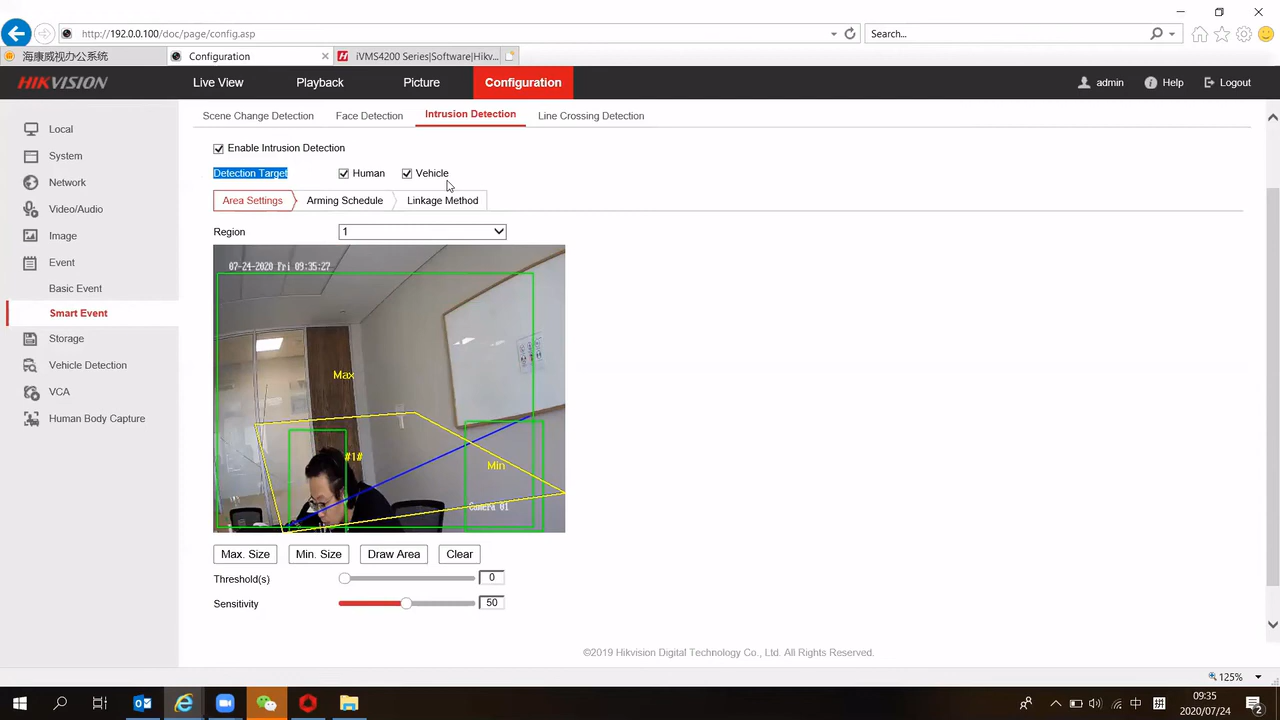 http://192.0.0.100/doc/page/config.asp
Search...
海康威视办公系统
Configuration
iVMS4200 Series|Software|Hikv...
HIKVISION
Live View
Playback
Picture
Configuration
admin
Help
Logout
Local
System
Network
Video/Audio
Image
Event
Basic Event
Smart Event
Storage
Vehicle Detection
VCA
Human Body Capture
Scene Change Detection
Face Detection
Intrusion Detection
Line Crossing Detection
Enable Intrusion Detection
Detection Target
Human
Vehicle
Area Settings
Arming Schedule
Linkage Method
Region
1
07-24-2020 Fri 09:35:27
Max
#1#
Min
Camera 01
Max. Size
Min. Size
Draw Area
Clear
Threshold(s)
0
Sensitivity
50
©2019 Hikvision Digital Technology Co., Ltd. All Rights Reserved.
125%
中
拼
09:35
2020/07/24
2